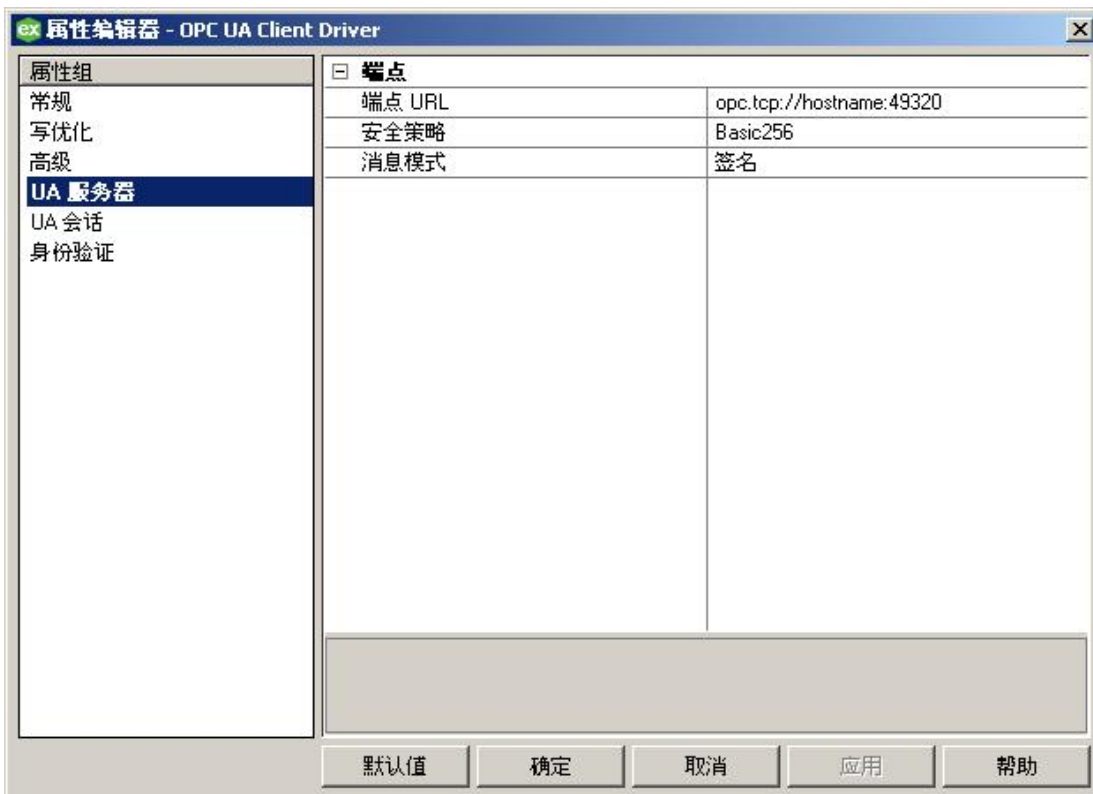 ex 属性编辑器 - OPC UA Client Driver
属性组
常规
写优化
高级
UA 服务器
UA 会话
身份验证
端点
端点 URL opc.tcp://hostname:49320
安全策略 Basic256
消息模式 签名
默认值 确定 取消 应用 帮助